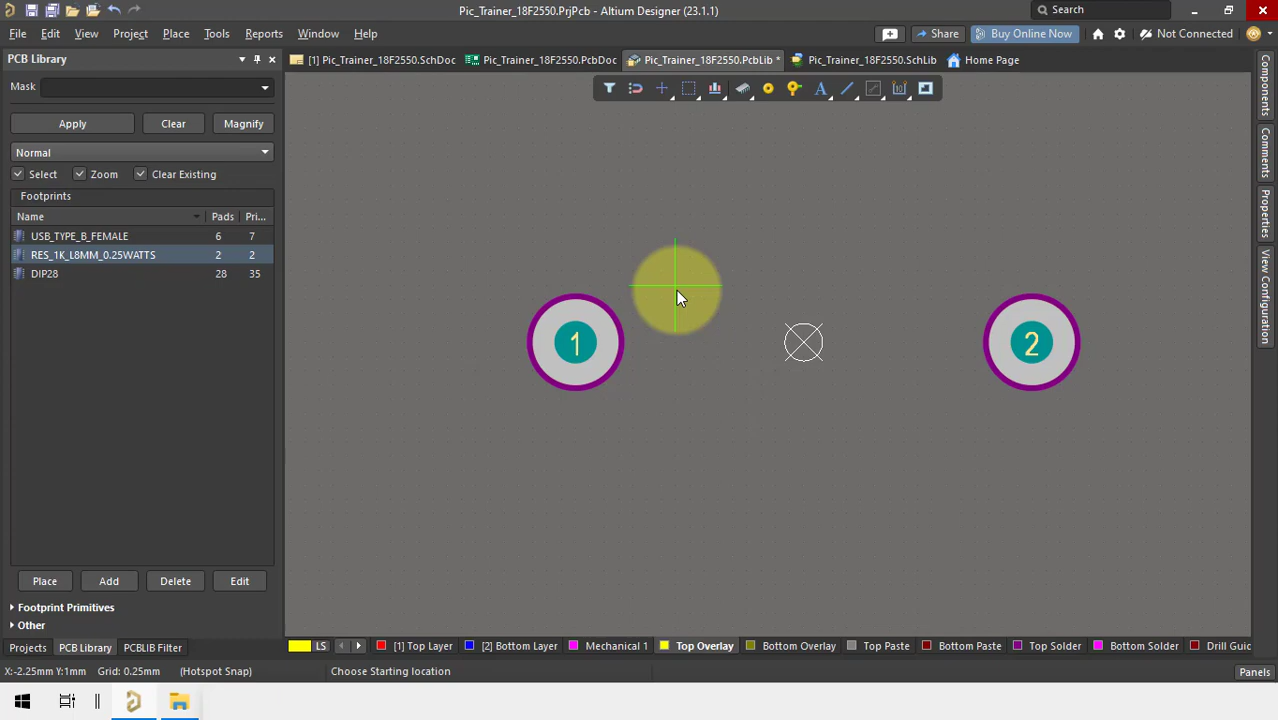 Pic_Trainer_18F2550.PrjPcb - Altium Designer (23.1.1)
Search
File Edit View Project Place Tools Reports Window Help
Share
Buy Online Now
Not Connected
PCB Library
[1] Pic_Trainer_18F2550.SchDoc
Pic_Trainer_18F2550.PcbDoc
Pic_Trainer_18F2550.PcbLib *
Pic_Trainer_18F2550.SchLib
Home Page
Mask
Apply Clear Magnify
Normal
Select Zoom Clear Existing
Footprints
Name Pads Pri...
USB_TYPE_B_FEMALE 6 7
RES_1K_L8MM_0.25WATTS 2 2
DIP28 28 35
1
2
Components
Comments
Properties
View Configuration
Place Add Delete Edit
Footprint Primitives
Other
Projects PCB Library PCBLIB Filter
LS
[1] Top Layer
[2] Bottom Layer
Mechanical 1
Top Overlay
Bottom Overlay
Top Paste
Bottom Paste
Top Solder
Bottom Solder
Drill Guid
X:-2.25mm Y:1mm Grid: 0.25mm (Hotspot Snap)
Choose Starting location
Panels